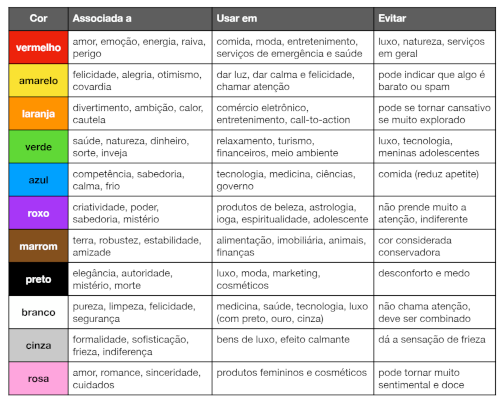 Cor Associada a Usar em Evitar
vermelho amor, emoção, energia, raiva, comida, moda, entretenimento, luxo, natureza, serviços
perigo serviços de emergência e saúde em geral
amarelo felicidade, alegria, otimismo, dar luz, dar calma e felicidade, pode indicar que algo é
covardia chamar atenção barato ou spam
laranja divertimento, ambição, calor, comércio eletrônico, pode se tornar cansativo
cautela entretenimento, call-to-action se muito explorado
verde saúde, natureza, dinheiro, relaxamento, turismo, luxo, tecnologia,
sorte, inveja financeiros, meio ambiente meninas adolescentes
azul competência, sabedoria, tecnologia, medicina, ciências, comida (reduz apetite)
calma, frio governo
roxo criatividade, poder, produtos de beleza, astrologia, não prende muito a
sabedoria, mistério ioga, espiritualidade, adolescente atenção, indiferente
marrom terra, robustez, estabilidade, alimentação, imobiliária, animais, cor considerada
amizade finanças conservadora
preto elegância, autoridade, luxo, moda, marketing, desconforto e medo
mistério, morte cosméticos
branco pureza, limpeza, felicidade, medicina, saúde, tecnologia, luxo não chama atenção,
segurança (com preto, ouro, cinza) deve ser combinado
cinza formalidade, sofisticação, bens de luxo, efeito calmante dá a sensação de frieza
frieza, indiferença
rosa amor, romance, sinceridade, produtos femininos e cosméticos pode tornar muito
cuidados sentimental e doce